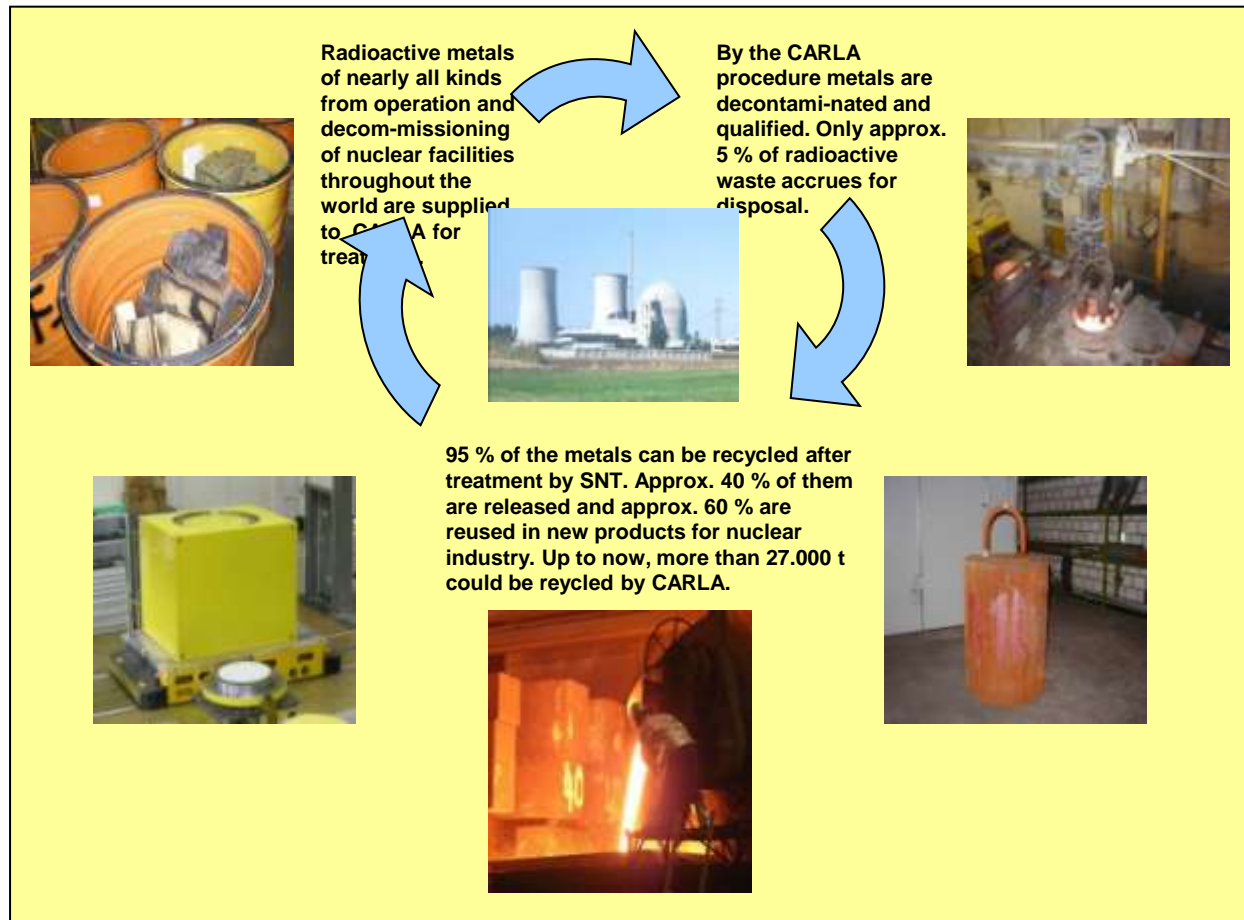 Radioactive metals
of nearly all kinds
from operation and
decom-missioning
of nuclear facilities
throughout the
world are supplied
to CARLA for
By the CARLA
procedure metals are
decontami-nated and
qualified. Only approx.
5 % of radioactive
waste accrues for
disposal.
95 % of the metals can be recycled after
treatment by SNT. Approx. 40 % of them
are released and approx. 60 % are
reused in new products for nuclear
industry. Up to now, more than 27.000 t
could be reycled by CARLA.